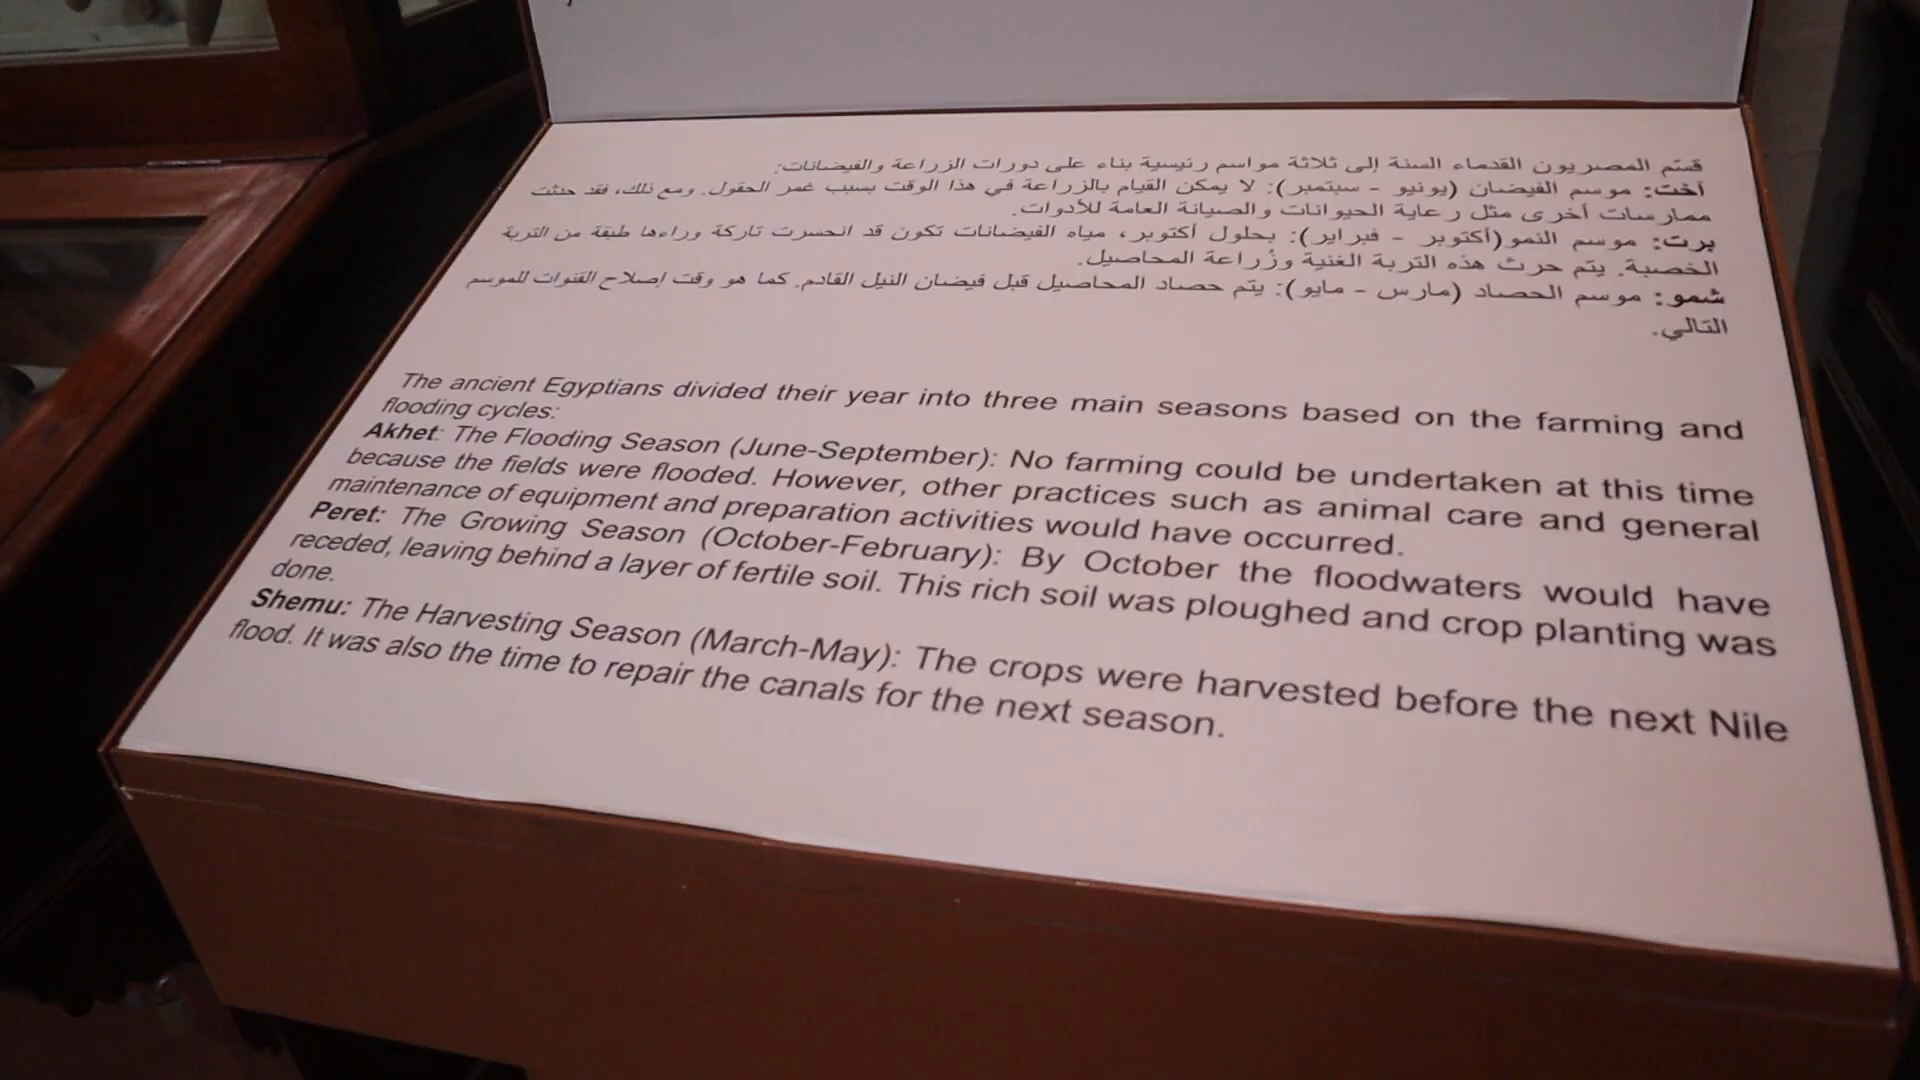 قسّم المصريون القدماء السنة إلى ثلاثة مواسم رئيسية بناء على دورات الزراعة والفيضانات:
آخت: موسم الفيضان (يونيو - سبتمبر): لا يمكن القيام بالزراعة في هذا الوقت بسبب غمر الحقول. ومع ذلك، فقد حدثت
ممارسات أخرى مثل رعاية الحيوانات والصيانة العامة للأدوات.
برت: موسم النمو (أكتوبر - فبراير): بحلول أكتوبر، مياه الفيضانات تكون قد انحسرت تاركة وراءها طبقة من التربة
الخصبة. يتم حرث هذه التربة الغنية وزراعة المحاصيل.
شمو: موسم الحصاد (مارس - مايو): يتم حصاد المحاصيل قبل فيضان النيل القادم. كما هو وقت إصلاح القنوات للموسم
التالي.
The ancient Egyptians divided their year into three main seasons based on the farming and
flooding cycles:
Akhet: The Flooding Season (June-September): No farming could be undertaken at this time
because the fields were flooded. However, other practices such as animal care and general
maintenance of equipment and preparation activities would have occurred.
Peret: The Growing Season (October-February): By October the floodwaters would have
receded, leaving behind a layer of fertile soil. This rich soil was ploughed and crop planting was
done.
Shemu: The Harvesting Season (March-May): The crops were harvested before the next Nile
flood. It was also the time to repair the canals for the next season.